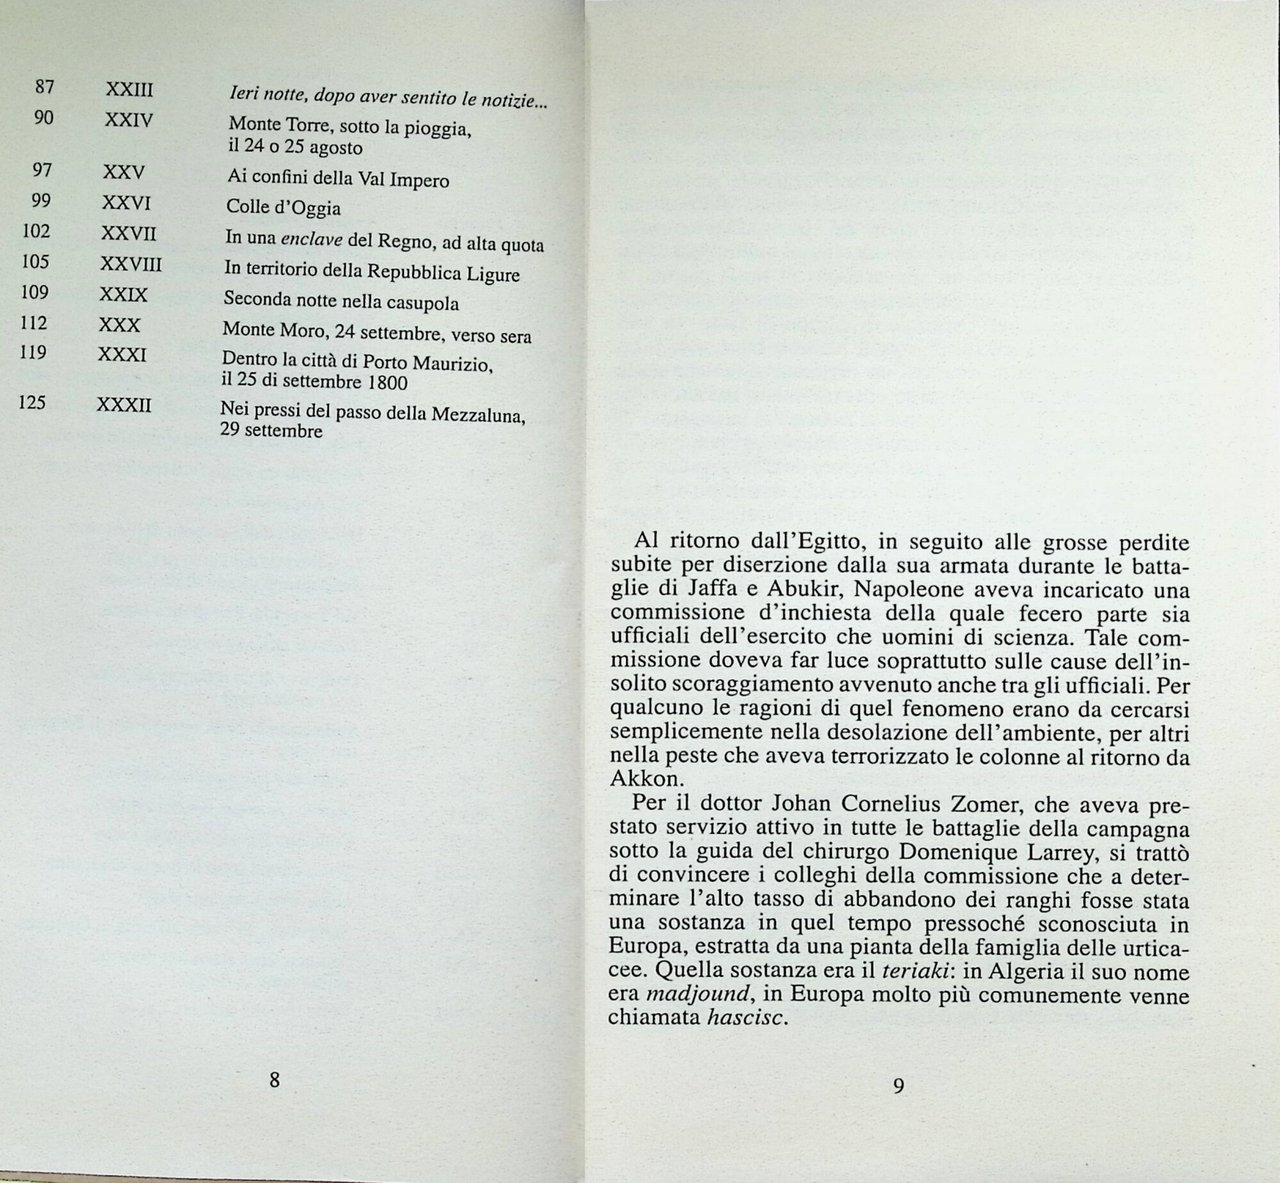 87 XXIII Ieri notte, dopo aver sentito le notizie...
90 XXIV Monte Torre, sotto la pioggia,
il 24 o 25 agosto
97 XXV Ai confini della Val Impero
99 XXVI Colle d'Oggia
102 XXVII In una enclave del Regno, ad alta quota
105 XXVIII In territorio della Repubblica Ligure
109 XXIX Seconda notte nella casupola
112 XXX Monte Moro, 24 settembre, verso sera
119 XXXI Dentro la città di Porto Maurizio,
il 25 di settembre 1800
125 XXXII Nei pressi del passo della Mezzaluna,
29 settembre
8
Al ritorno dall'Egitto, in seguito alle grosse perdite
subite per diserzione dalla sua armata durante le batta-
glie di Jaffa e Abukir, Napoleone aveva incaricato una
commissione d'inchiesta della quale fecero parte sia
ufficiali dell'esercito che uomini di scienza. Tale com-
missione doveva far luce soprattutto sulle cause dell'in-
solito scoraggiamento avvenuto anche tra gli ufficiali. Per
qualcuno le ragioni di quel fenomeno erano da cercarsi
semplicemente nella desolazione dell'ambiente, per altri
nella peste che aveva terrorizzato le colonne al ritorno da
Akkon.
Per il dottor Johan Cornelius Zomer, che aveva pre-
stato servizio attivo in tutte le battaglie della campagna
sotto la guida del chirurgo Domenique Larrey, si trattò
di convincere i colleghi della commissione che a deter-
minare l'alto tasso di abbandono dei ranghi fosse stata
una sostanza in quel tempo pressoché sconosciuta in
Europa, estratta da una pianta della famiglia delle urtica-
cee. Quella sostanza era il teriaki: in Algeria il suo nome
era madjound, in Europa molto più comunemente venne
chiamata hascisc.
9